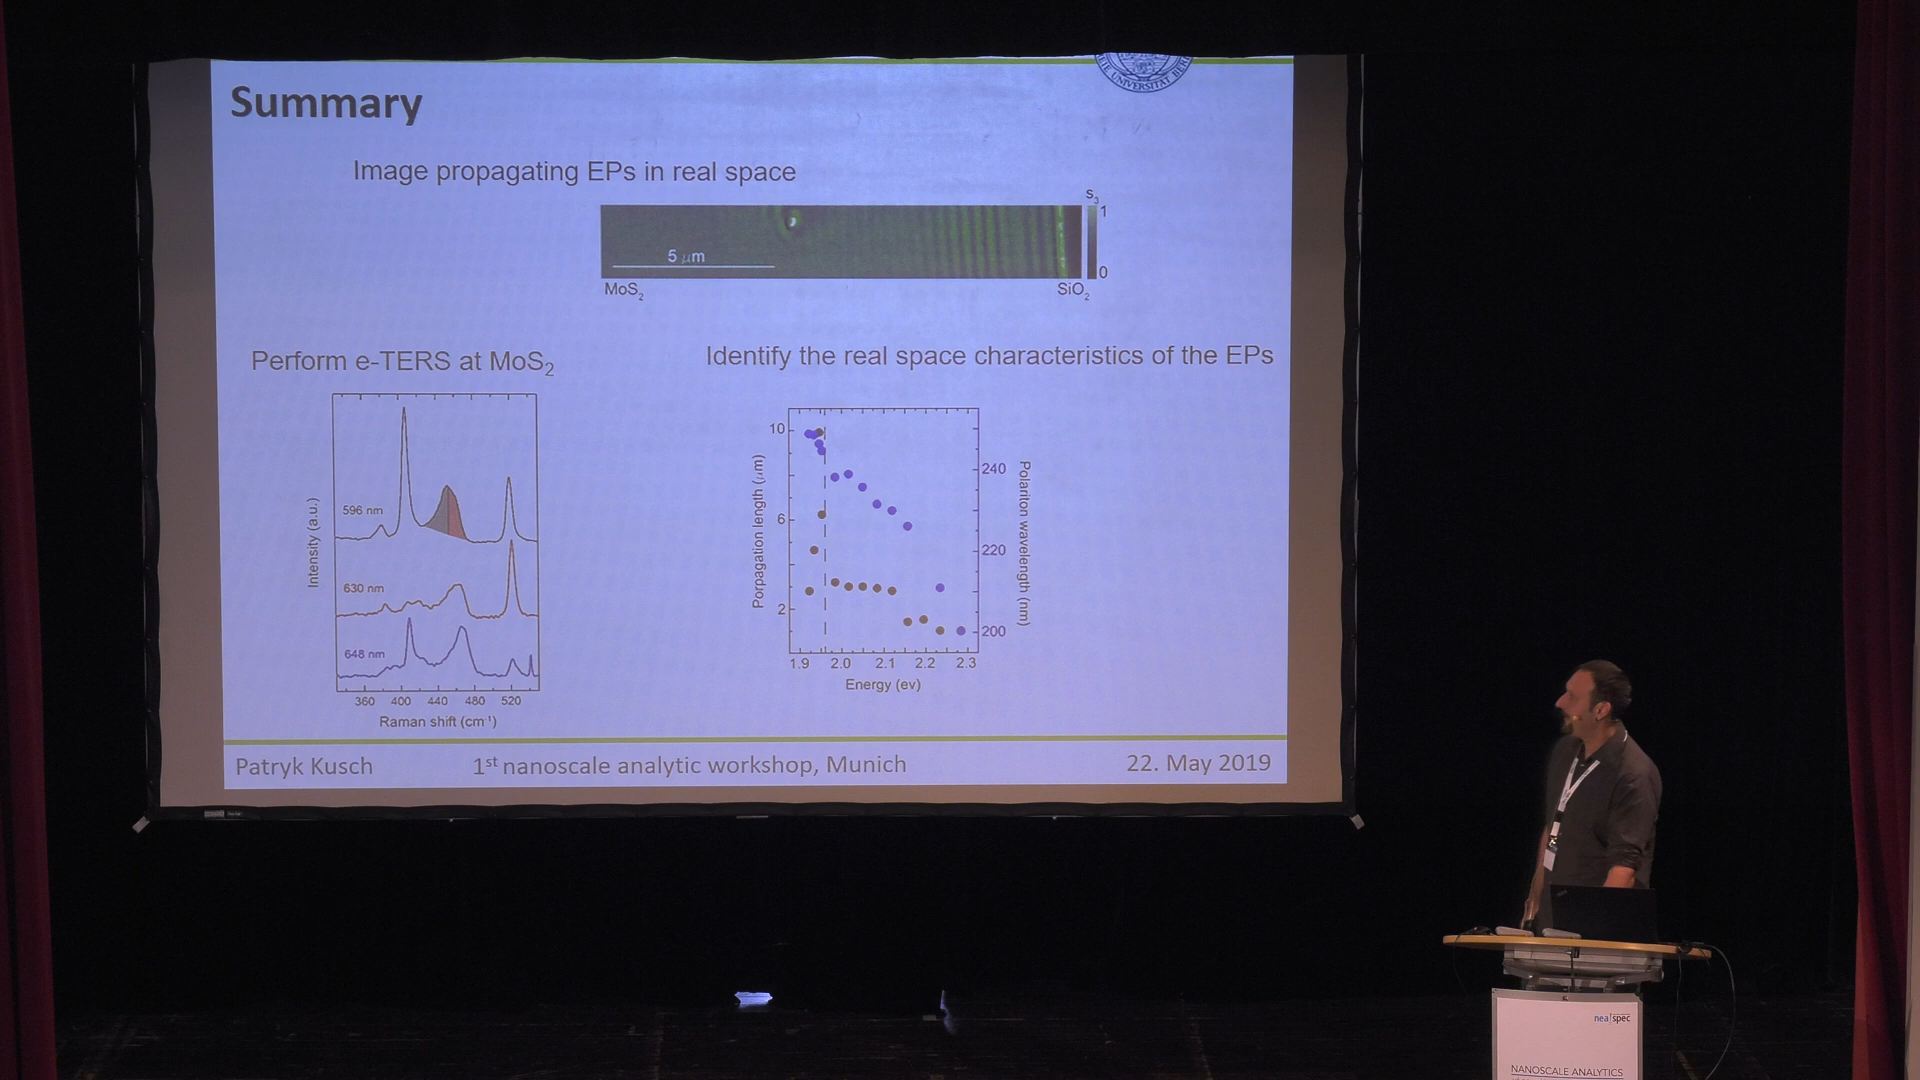 Summary
Image propagating EPs in real space
s3
1
5 μm
0
MoS2
SiO2
Perform e-TERS at MoS2
Identify the real space characteristics of the EPs
596 nm
630 nm
648 nm
Intensity (a.u.)
360 400 440 480 520
Raman shift (cm-1)
10
6
2
Porpagation length (μm)
240
220
200
Polariton wavelength (nm)
1.9 2.0 2.1 2.2 2.3
Energy (ev)
Patryk Kusch 1st nanoscale analytic workshop, Munich 22. May 2019
nea|spec
NANOSCALE ANALYTICS